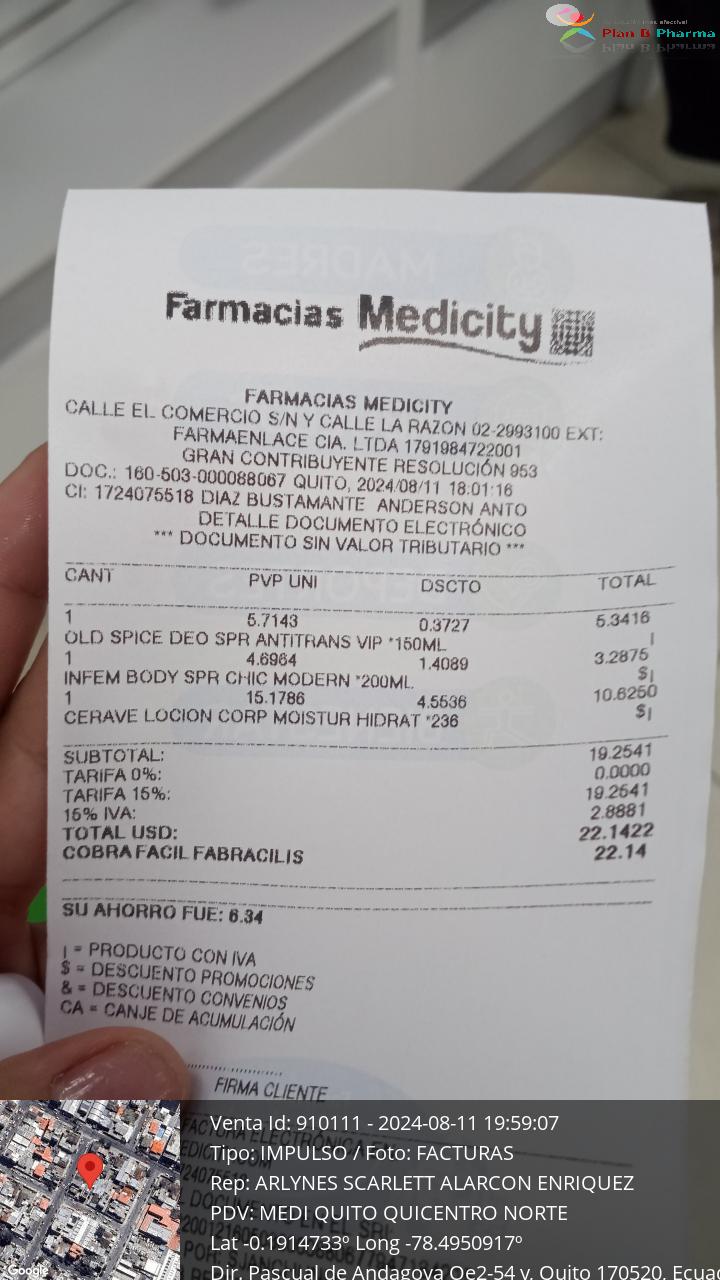 Plan B Pharma
MADRES
Farmacias Medicity
FARMACIAS MEDICITY
CALLE EL COMERCIO S/N Y CALLE LA RAZON 02-2993100 EXT:
FARMAENLACE CIA. LTDA 1791984722001
GRAN CONTRIBUYENTE RESOLUCIÓN 953
DOC.: 160-503-000088067 QUITO, 2024/08/11 18:01:16
CI: 1724075518 DIAZ BUSTAMANTE ANDERSON ANTO
DETALLE DOCUMENTO ELECTRÓNICO
*** DOCUMENTO SIN VALOR TRIBUTARIO ***
CANT PVP UNI DSCTO TOTAL
1 5.7143 0.3727 5.3416
OLD SPICE DEO SPR ANTITRANS VIP *150ML I
1 4.6964 1.4089 3.2875
INFEM BODY SPR CHIC MODERN *200ML $I
1 15.1786 4.5536 10.6250
CERAVE LOCION CORP MOISTUR HIDRAT *236 $I
SUBTOTAL: 19.2541
TARIFA 0%: 0.0000
TARIFA 15%: 19.2541
15% IVA: 2.8881
TOTAL USD: 22.1422
COBRA FACIL FABRACILIS 22.14
SU AHORRO FUE: 6.34
I = PRODUCTO CON IVA
$ = DESCUENTO PROMOCIONES
& = DESCUENTO CONVENIOS
CA = CANJE DE ACUMULACIÓN
FIRMA CLIENTE
FACTURA ELECTRÓNICA EN
Venta Id: 910111 - 2024-08-11 19:59:07
Tipo: IMPULSO / Foto: FACTURAS
Rep: ARLYNES SCARLETT ALARCON ENRIQUEZ
PDV: MEDI QUITO QUICENTRO NORTE
Lat -0.1914733º Long -78.4950917º
Dir. Pascual de Andagoya Oe2-54 y, Quito 170520, Ecua
Google